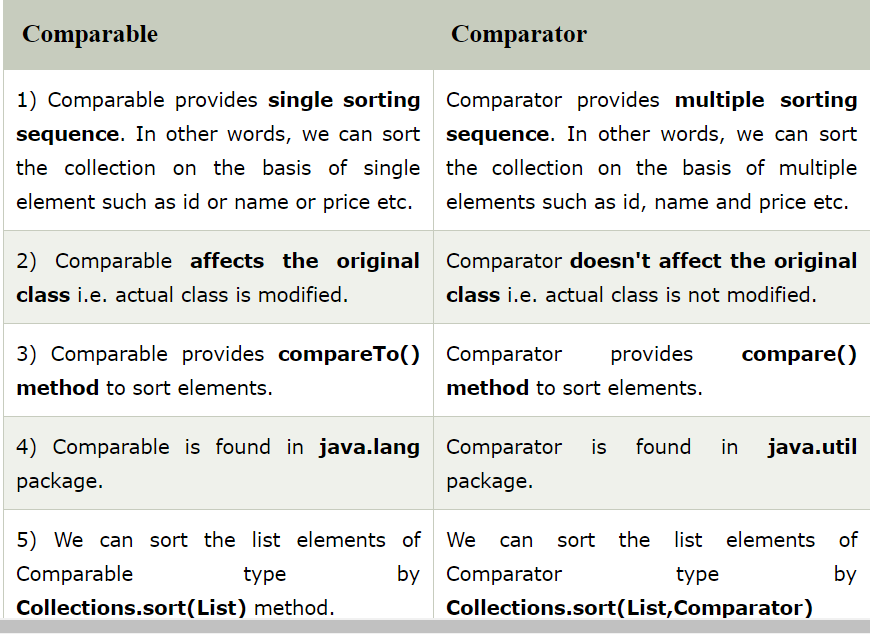 Comparable
Comparator
1) Comparable provides single sorting
sequence. In other words, we can sort
the collection on the basis of single
element such as id or name or price etc.
Comparator provides multiple sorting
sequence. In other words, we can sort
the collection on the basis of multiple
elements such as id, name and price etc.
2) Comparable affects the original
class i.e. actual class is modified.
Comparator doesn't affect the original
class i.e. actual class is not modified.
3) Comparable provides compareTo()
method to sort elements.
Comparator provides compare()
method to sort elements.
4) Comparable is found in java.lang
package.
Comparator is found in java.util
package.
5) We can sort the list elements of
Comparable type by
Collections.sort(List) method.
We can sort the list elements of
Comparator type by
Collections.sort(List,Comparator)